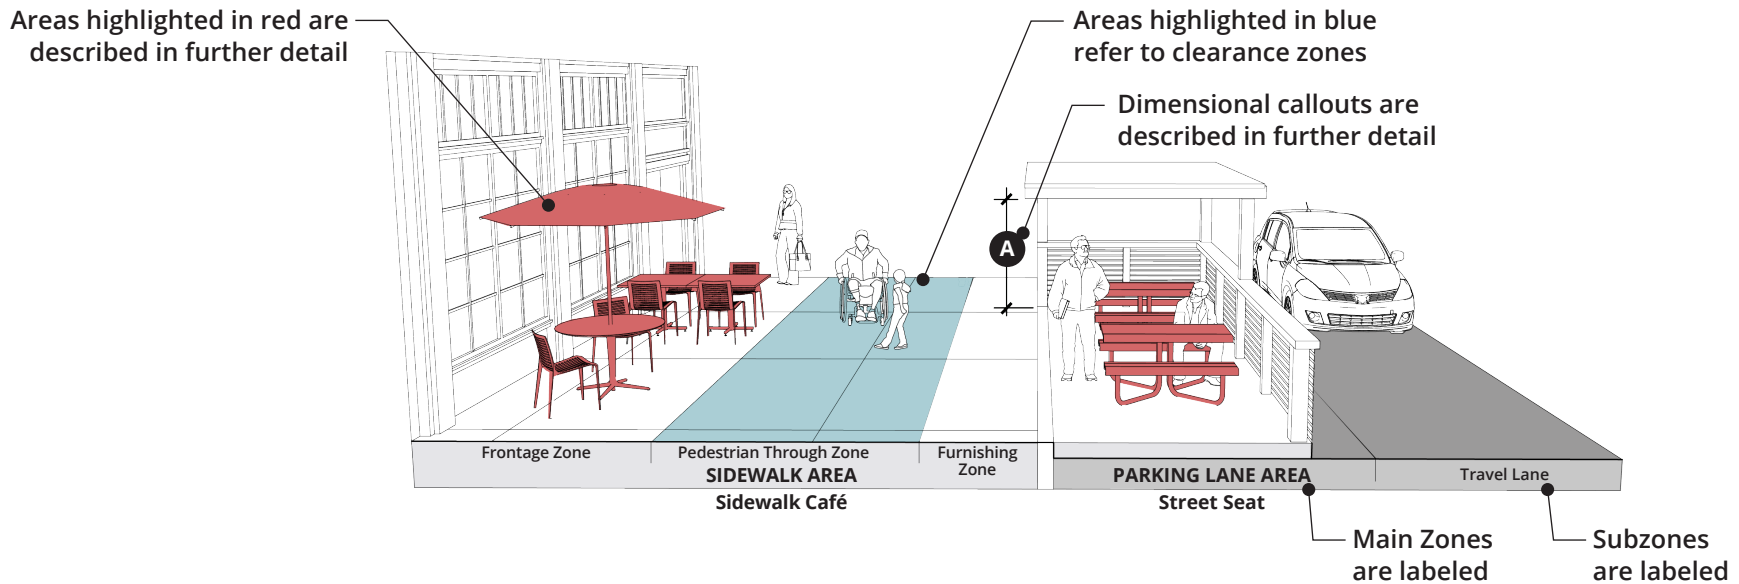 Areas highlighted in red are
described in further detail
Areas highlighted in blue
refer to clearance zones
Dimensional callouts are
described in further detail
A
Frontage Zone
Pedestrian Through Zone
Furnishing
Zone
SIDEWALK AREA
Sidewalk Café
PARKING LANE AREA
Street Seat
Travel Lane
Main Zones
are labeled
Subzones
are labeled